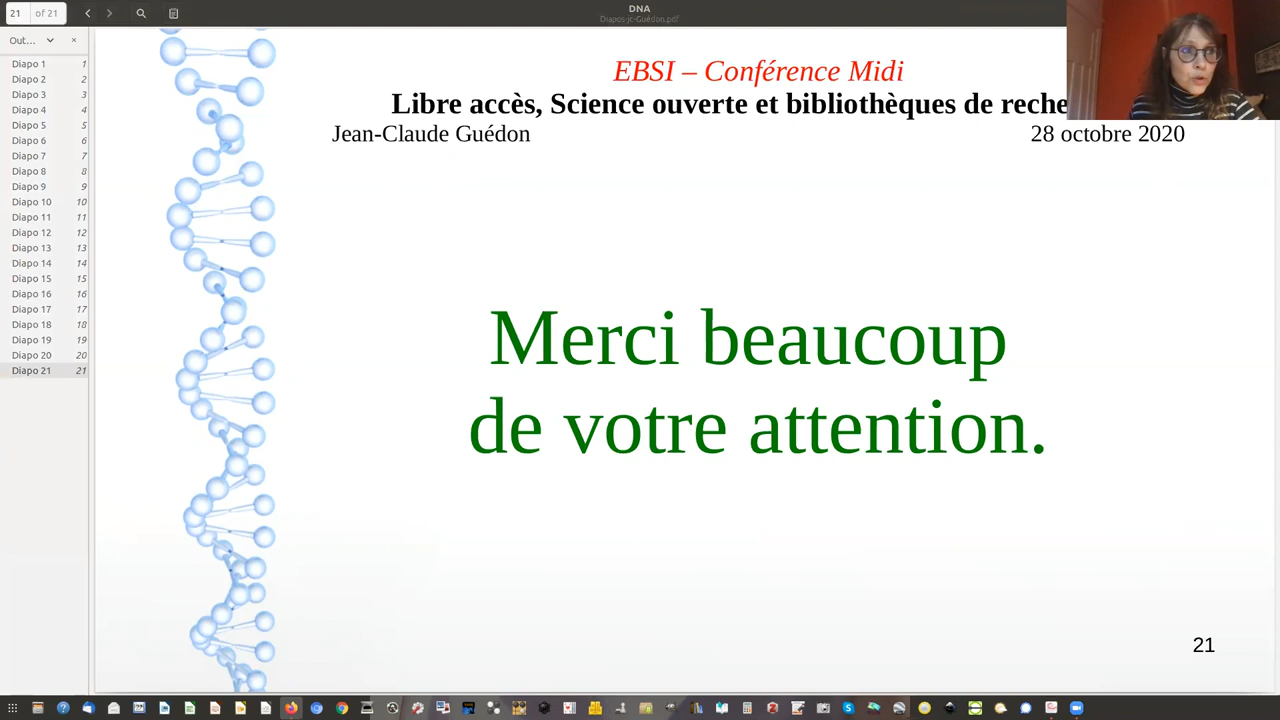 21 of 21
DNA
Diapos-jc-Guédon.pdf
Out...
Diapo 1 1
Diapo 2 2
Diapo 3 3
Diapo 4 4
Diapo 5 5
Diapo 6 6
Diapo 7 7
Diapo 8 8
Diapo 9 9
Diapo 10 10
Diapo 11 11
Diapo 12 12
Diapo 13 13
Diapo 14 14
Diapo 15 15
Diapo 16 16
Diapo 17 17
Diapo 18 18
Diapo 19 19
Diapo 20 20
Diapo 21 21
EBSI – Conférence Midi
Libre accès, Science ouverte et bibliothèques de reche
Jean-Claude Guédon 28 octobre 2020
Merci beaucoup
de votre attention.
21